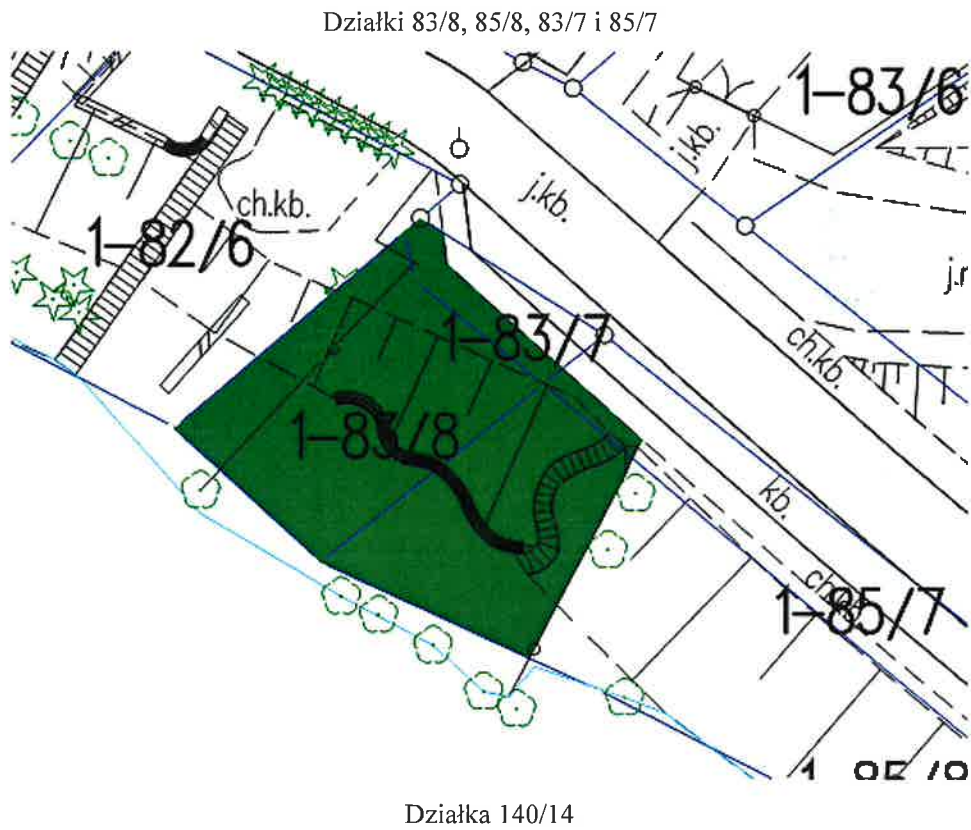 Działki 83/8, 85/8, 83/7 i 85/7
1-83/6
j.kb.
j.kb.
ch.kb.
1-82/6
1-83/7
ch.kb.
1-83/8
kb.
1-85/7
Działka 140/14